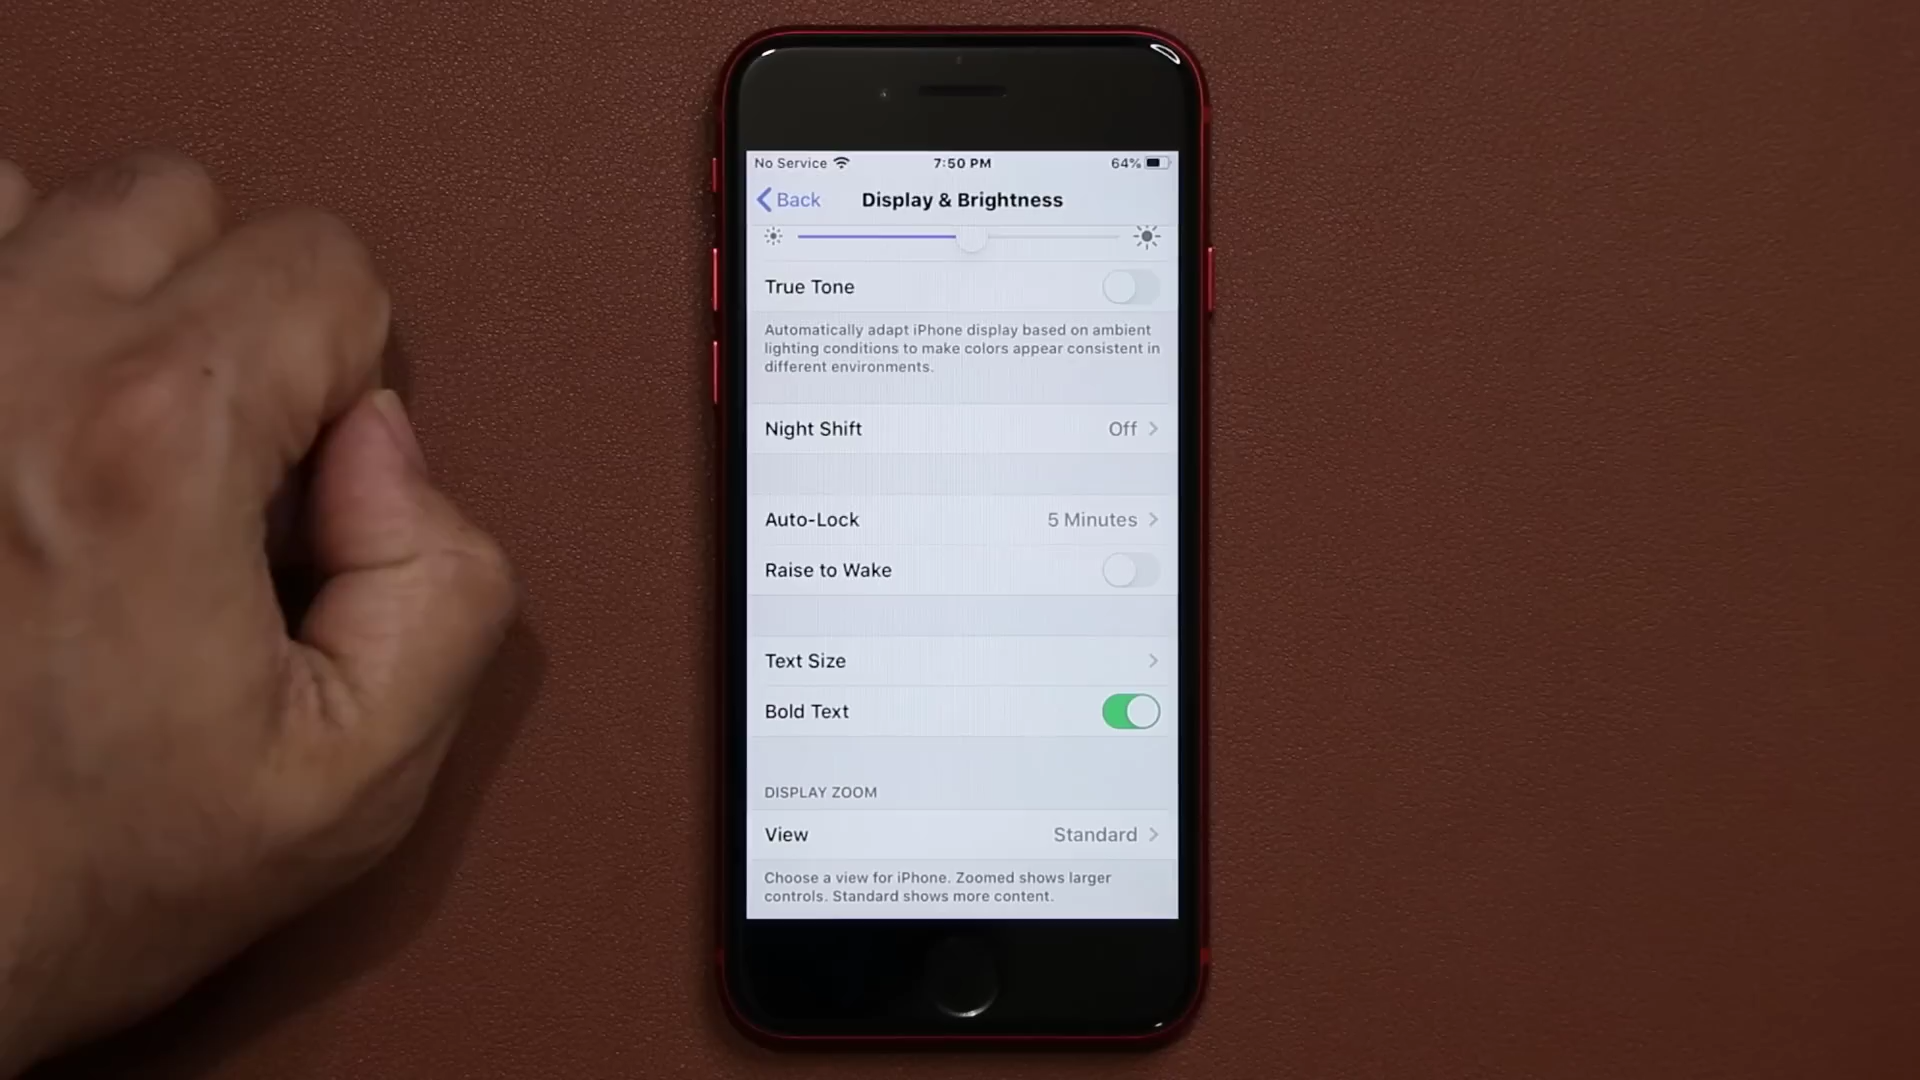 No Service 7:50 PM 64%
Back Display & Brightness
True Tone
Automatically adapt iPhone display based on ambient
lighting conditions to make colors appear consistent in
different environments.
Night Shift Off
Auto-Lock 5 Minutes
Raise to Wake
Text Size
Bold Text
DISPLAY ZOOM
View Standard
Choose a view for iPhone. Zoomed shows larger
controls. Standard shows more content.